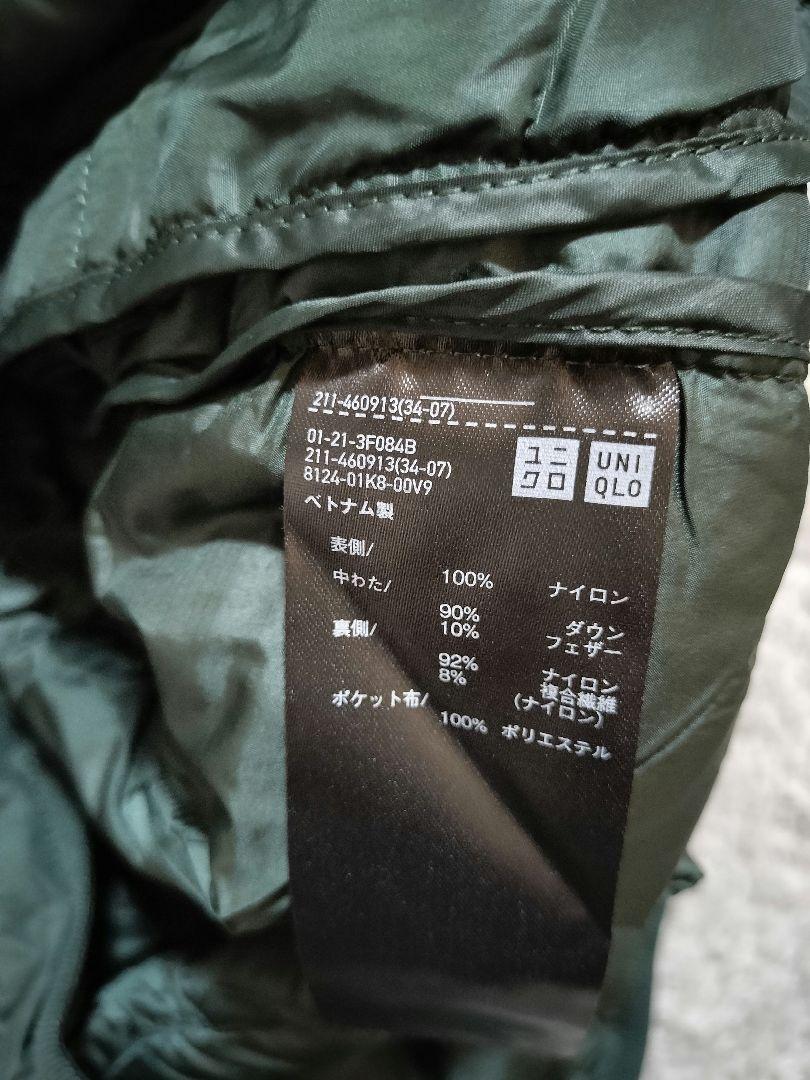 211-460913(34-07)
01-21-3F084B
211-460913(34-07)
8124-01K8-00V9
ベトナム製
ユニ
クロ
UNI
QLO
表側/
100% ナイロン
中わた/
90% ダウン
10% フェザー
裏側/
92% ナイロン
8% 複合繊維
(ナイロン)
ポケット布/
100% ポリエステル